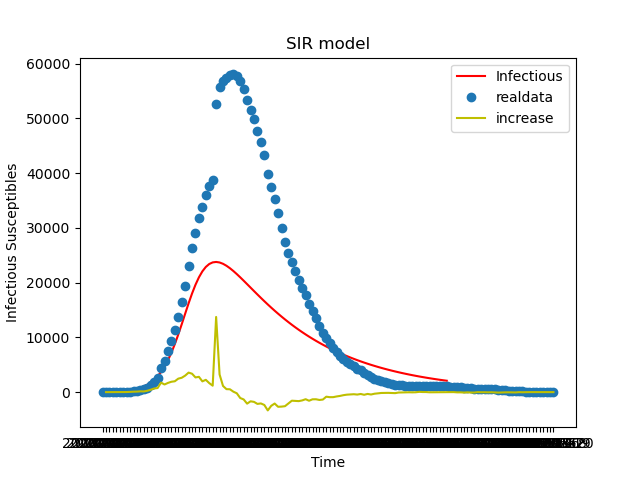 SIR model
Infectious
realdata
increase
60000
50000
40000
30000
20000
10000
0
Infectious Susceptibles
Time